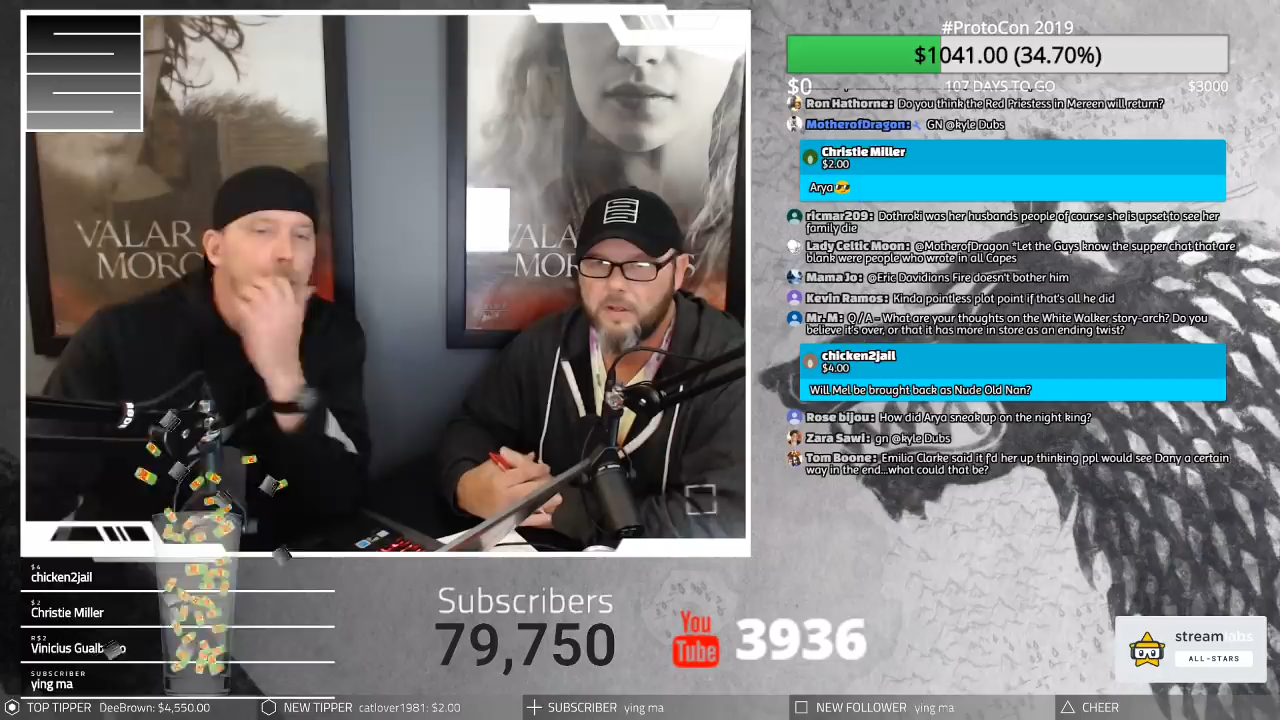 VALAR
MORG
VALA
MOR
S
#ProtoCon 2019
$1041.00 (34.70%)
$0
107 DAYS TO GO
$3000
Ron Hathorne: Do you think the Red Priestess in Mereen will return?
MotherofDragon: GN @kyle Dubs
Christie Miller
$2.00
Arya😎
ricmar209: Dothroki was her husbands people of course she is upset to see her
family die
Lady Celtic Moon: @MotherofDragon *Let the Guys know the supper chat that are
blank were people who wrote in all Capes
Mama Jo: @Eric Davidians Fire doesn't bother him
Kevin Ramos: Kinda pointless plot point if that's all he did
Mr. M: Q/A - What are your thoughts on the White Walker story-arch? Do you
believe it's over, or that it has more in store as an ending twist?
chicken2jail
$4.00
Will Mel be brought back as Nude Old Nan?
Rose bijou: How did Arya sneak up on the night king?
Zara Sawi: gn @kyle Dubs
Tom Boone: Emilia Clarke said it f'd her up thinking ppl would see Dany a certain
way in the end...what could that be?
$4
chicken2jail
$2
Christie Miller
R$2
Vinicius
SUBSCRIBER
ying ma
Subscribers
79,750
You
Tube
3936
streamlabs
ALL-STARS
TOP TIPPER DeeBrown: $4,550.00
NEW TIPPER catlover1981: $2.00
SUBSCRIBER ying ma
NEW FOLLOWER ying ma
CHEER